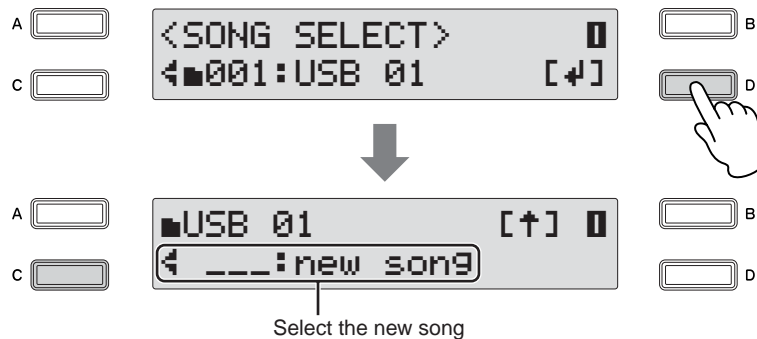 A
<SONG SELECT>
B
C
001:USB 01 [↲]
D
A
USB 01 [↑]
B
C
___:new song
D
Select the new song